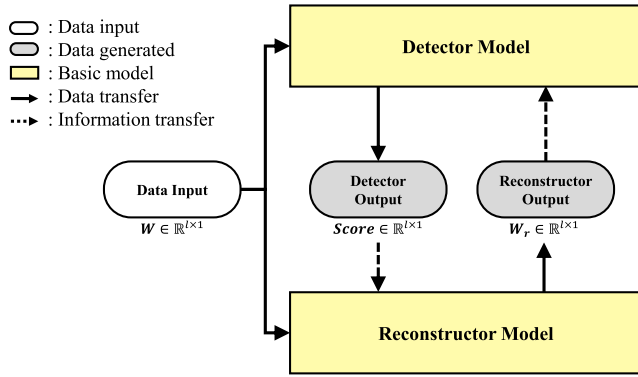 : Data input
: Data generated
: Basic model
: Data transfer
: Information transfer
Detector Model
Data Input
W ∈ ℝ^{l×1}
Detector
Output
Score ∈ ℝ^{l×1}
Reconstructor
Output
W_r ∈ ℝ^{l×1}
Reconstructor Model